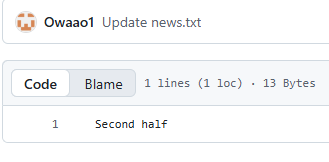 Owaao1 Update news.txt
Code Blame 1 lines (1 loc) · 13 Bytes
1 Second half